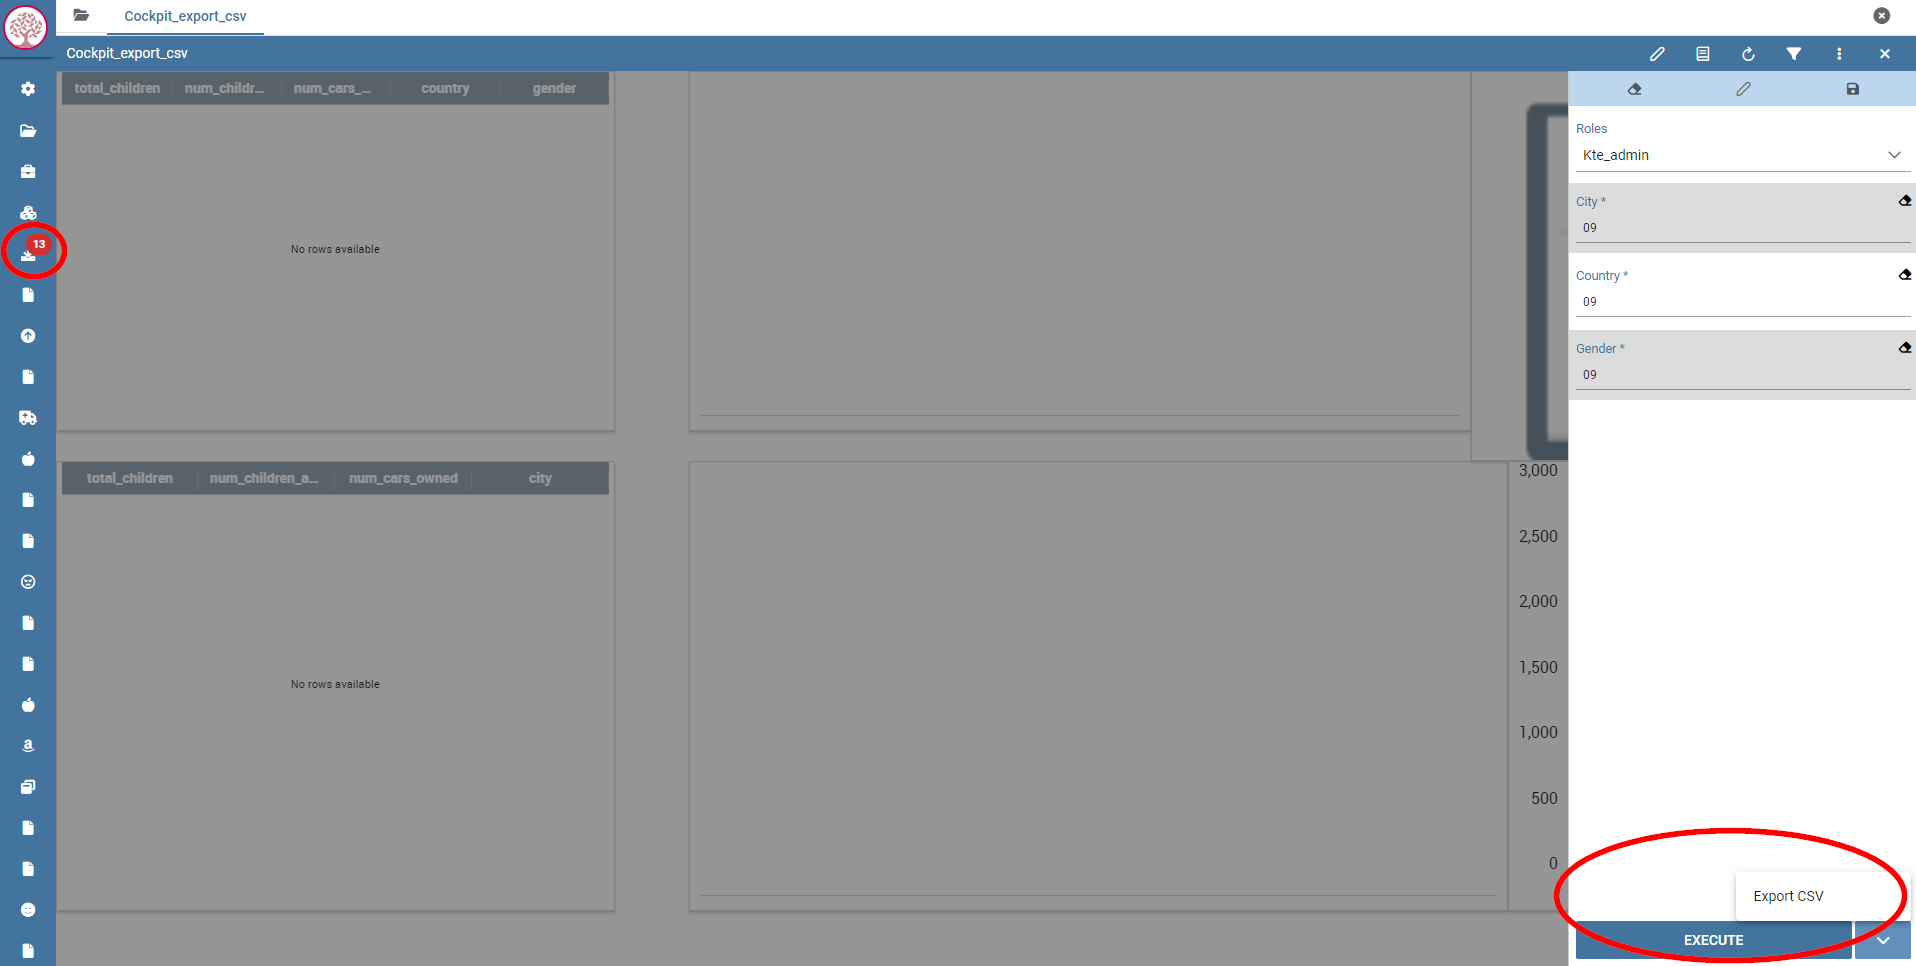 Cockpit_export_csv
Cockpit_export_csv
total_children num_childr... num_cars_... country gender
No rows available
total_children num_children_a... num_cars_owned city
No rows available
3,000
2,500
2,000
1,500
1,000
500
0
13
a
Roles
Kte_admin
City *
09
Country *
09
Gender *
09
Export CSV
EXECUTE